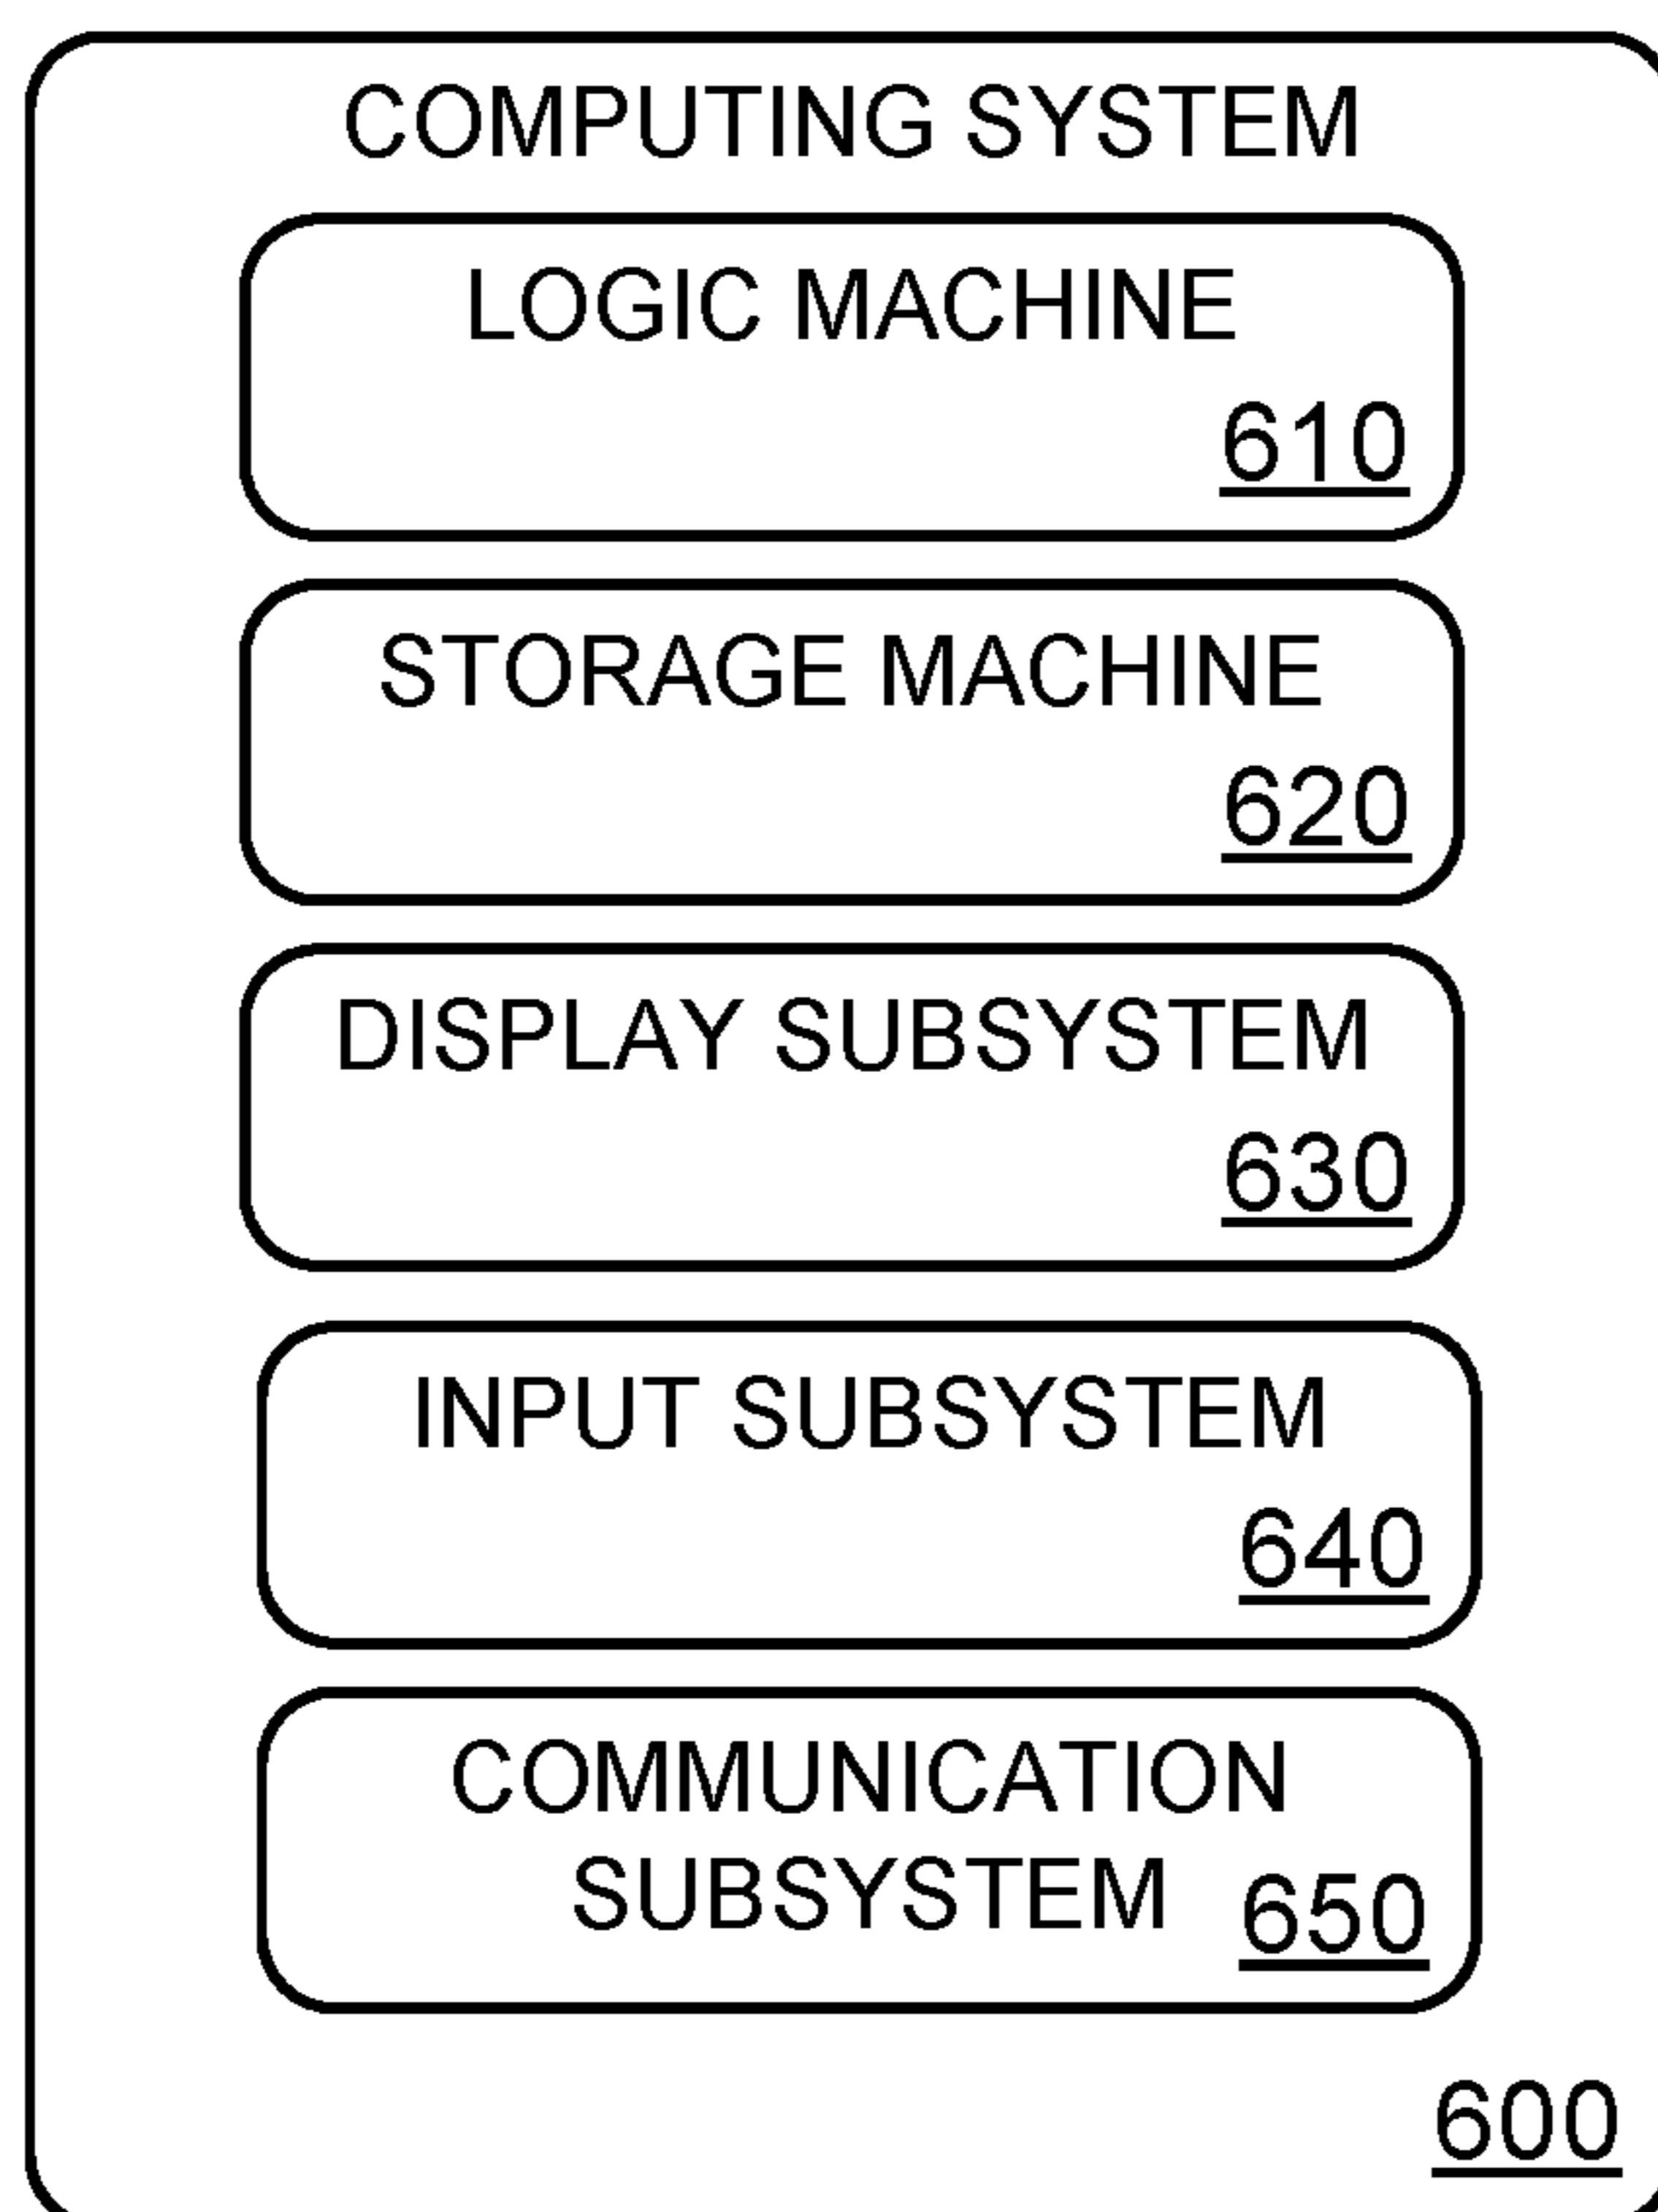 COMPUTING SYSTEM
LOGIC MACHINE
610
STORAGE MACHINE
620
DISPLAY SUBSYSTEM
630
INPUT SUBSYSTEM
640
COMMUNICATION
SUBSYSTEM 650
600